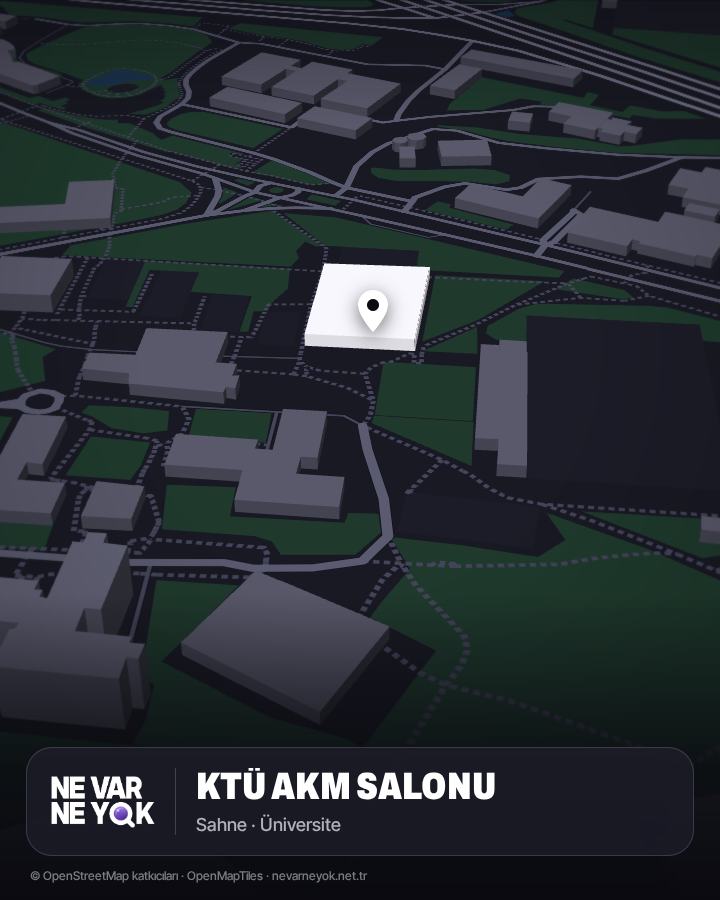 NE VAR
NE YOK
KTÜ AKM SALONU
Sahne · Üniversite
© OpenStreetMap katkıcıları · OpenMapTiles · nevarneyok.net.tr